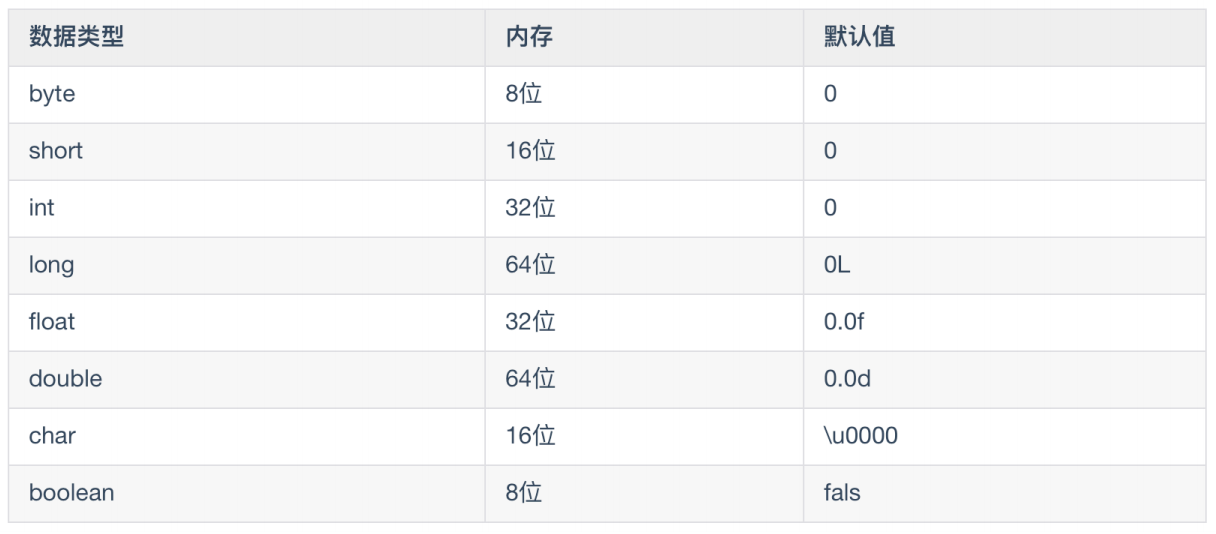 数据类型 内存 默认值
byte 8位 0
short 16位 0
int 32位 0
long 64位 0L
float 32位 0.0f
double 64位 0.0d
char 16位 \u0000
boolean 8位 fals